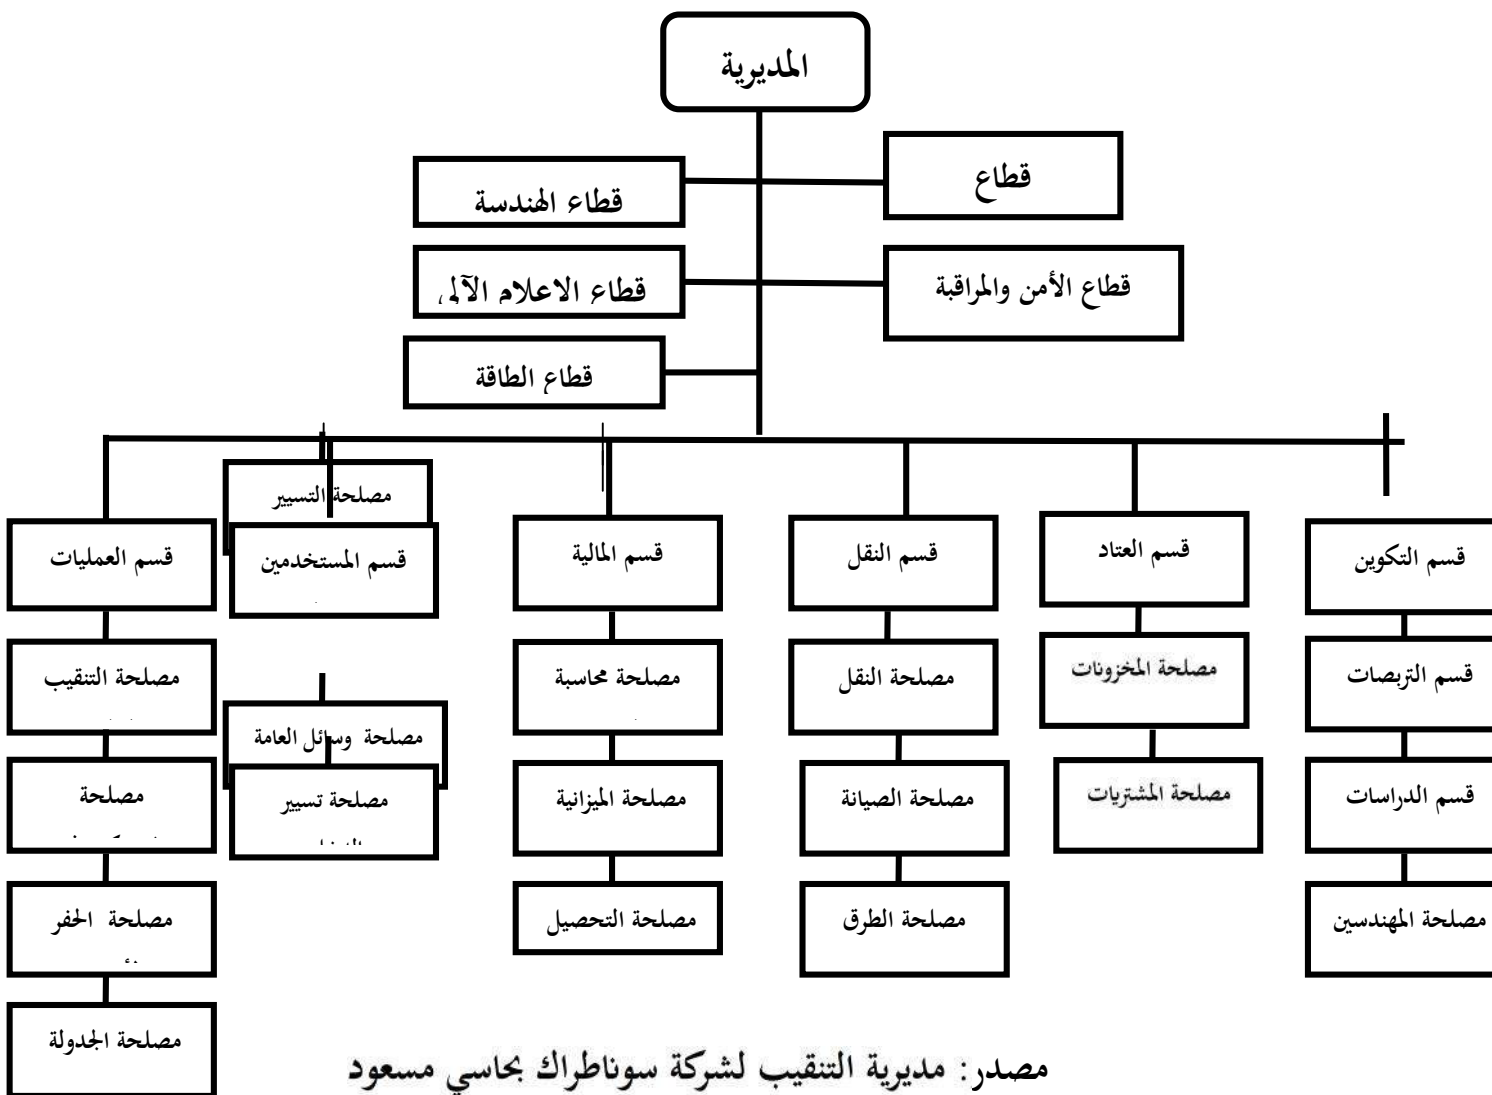 المديرية
قطاع
قطاع الهندسة
قطاع الأمن والمراقبة
قطاع الاعلام الآلي
قطاع الطاقة
مصلحة التسيير
قسم التكوين
قسم العتاد
قسم النقل
قسم المالية
قسم المستخدمين
قسم العمليات
قسم التربصات
مصلحة المخزونات
مصلحة النقل
مصلحة محاسبة
مصلحة وسائل العامة
مصلحة التنقيب
قسم الدراسات
مصلحة المشتريات
مصلحة الصيانة
مصلحة الميزانية
مصلحة تسيير
مصلحة
مصلحة المهندسين
مصلحة الطرق
مصلحة التحصيل
مصلحة الحفر
مصلحة الجدولة
مصدر: مديرية التنقيب لشركة سوناطراك بحاسي مسعود